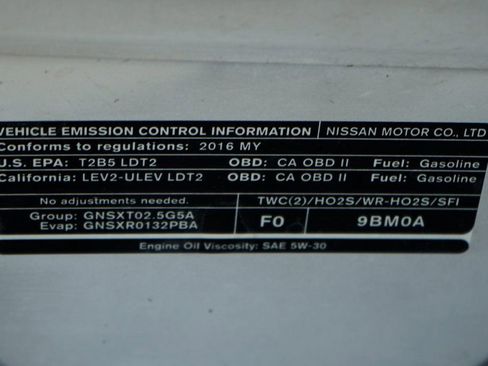 VEHICLE EMISSION CONTROL INFORMATION NISSAN MOTOR CO., LTD
Conforms to regulations: 2016 MY
U.S. EPA: T2B5 LDT2 OBD: CA OBD II Fuel: Gasoline
California: LEV2-ULEV LDT2 OBD: CA OBD II Fuel: Gasoline
No adjustments needed. TWC(2)/HO2S/WR-HO2S/SFI
Group: GNSXT02.5G5A
Evap: GNSXR0132PBA
F0 9BM0A
Engine Oil Viscosity: SAE 5W-30